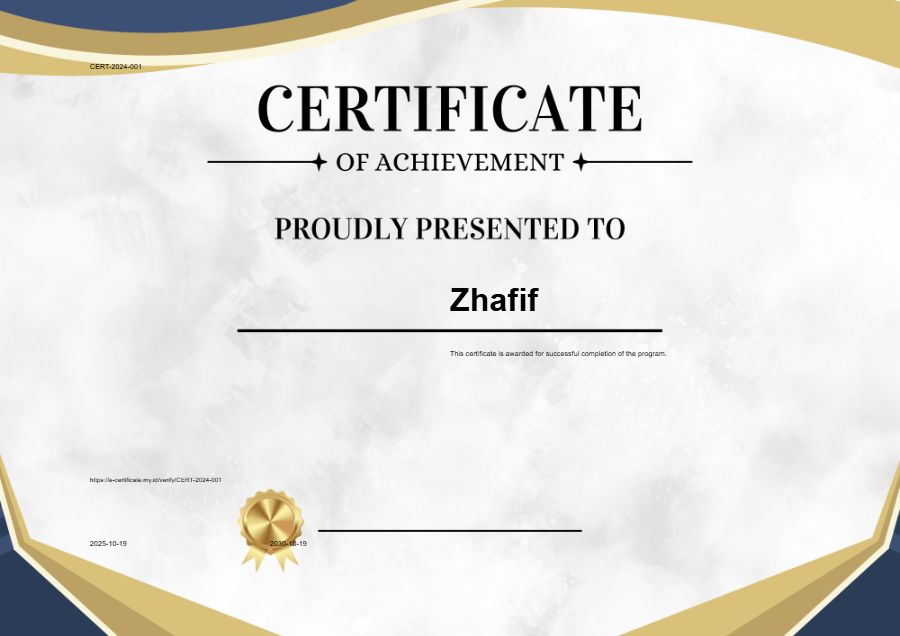 CERT-2024-001
CERTIFICATE
OF ACHIEVEMENT
PROUDLY PRESENTED TO
Zhafif
This certificate is awarded for successful completion of the program.
https://e-certificate.my.id/verify/CERT-2024-001
2025-10-19
2030-10-19